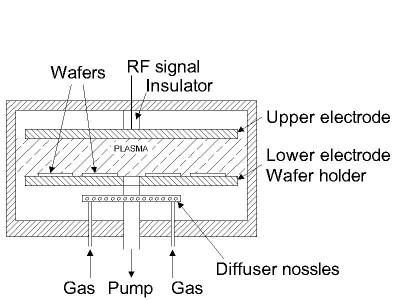 Wafers
RF signal
Insulator
Upper electrode
PLASMA
Lower electrode
Wafer holder
Diffuser nossles
Gas Pump Gas